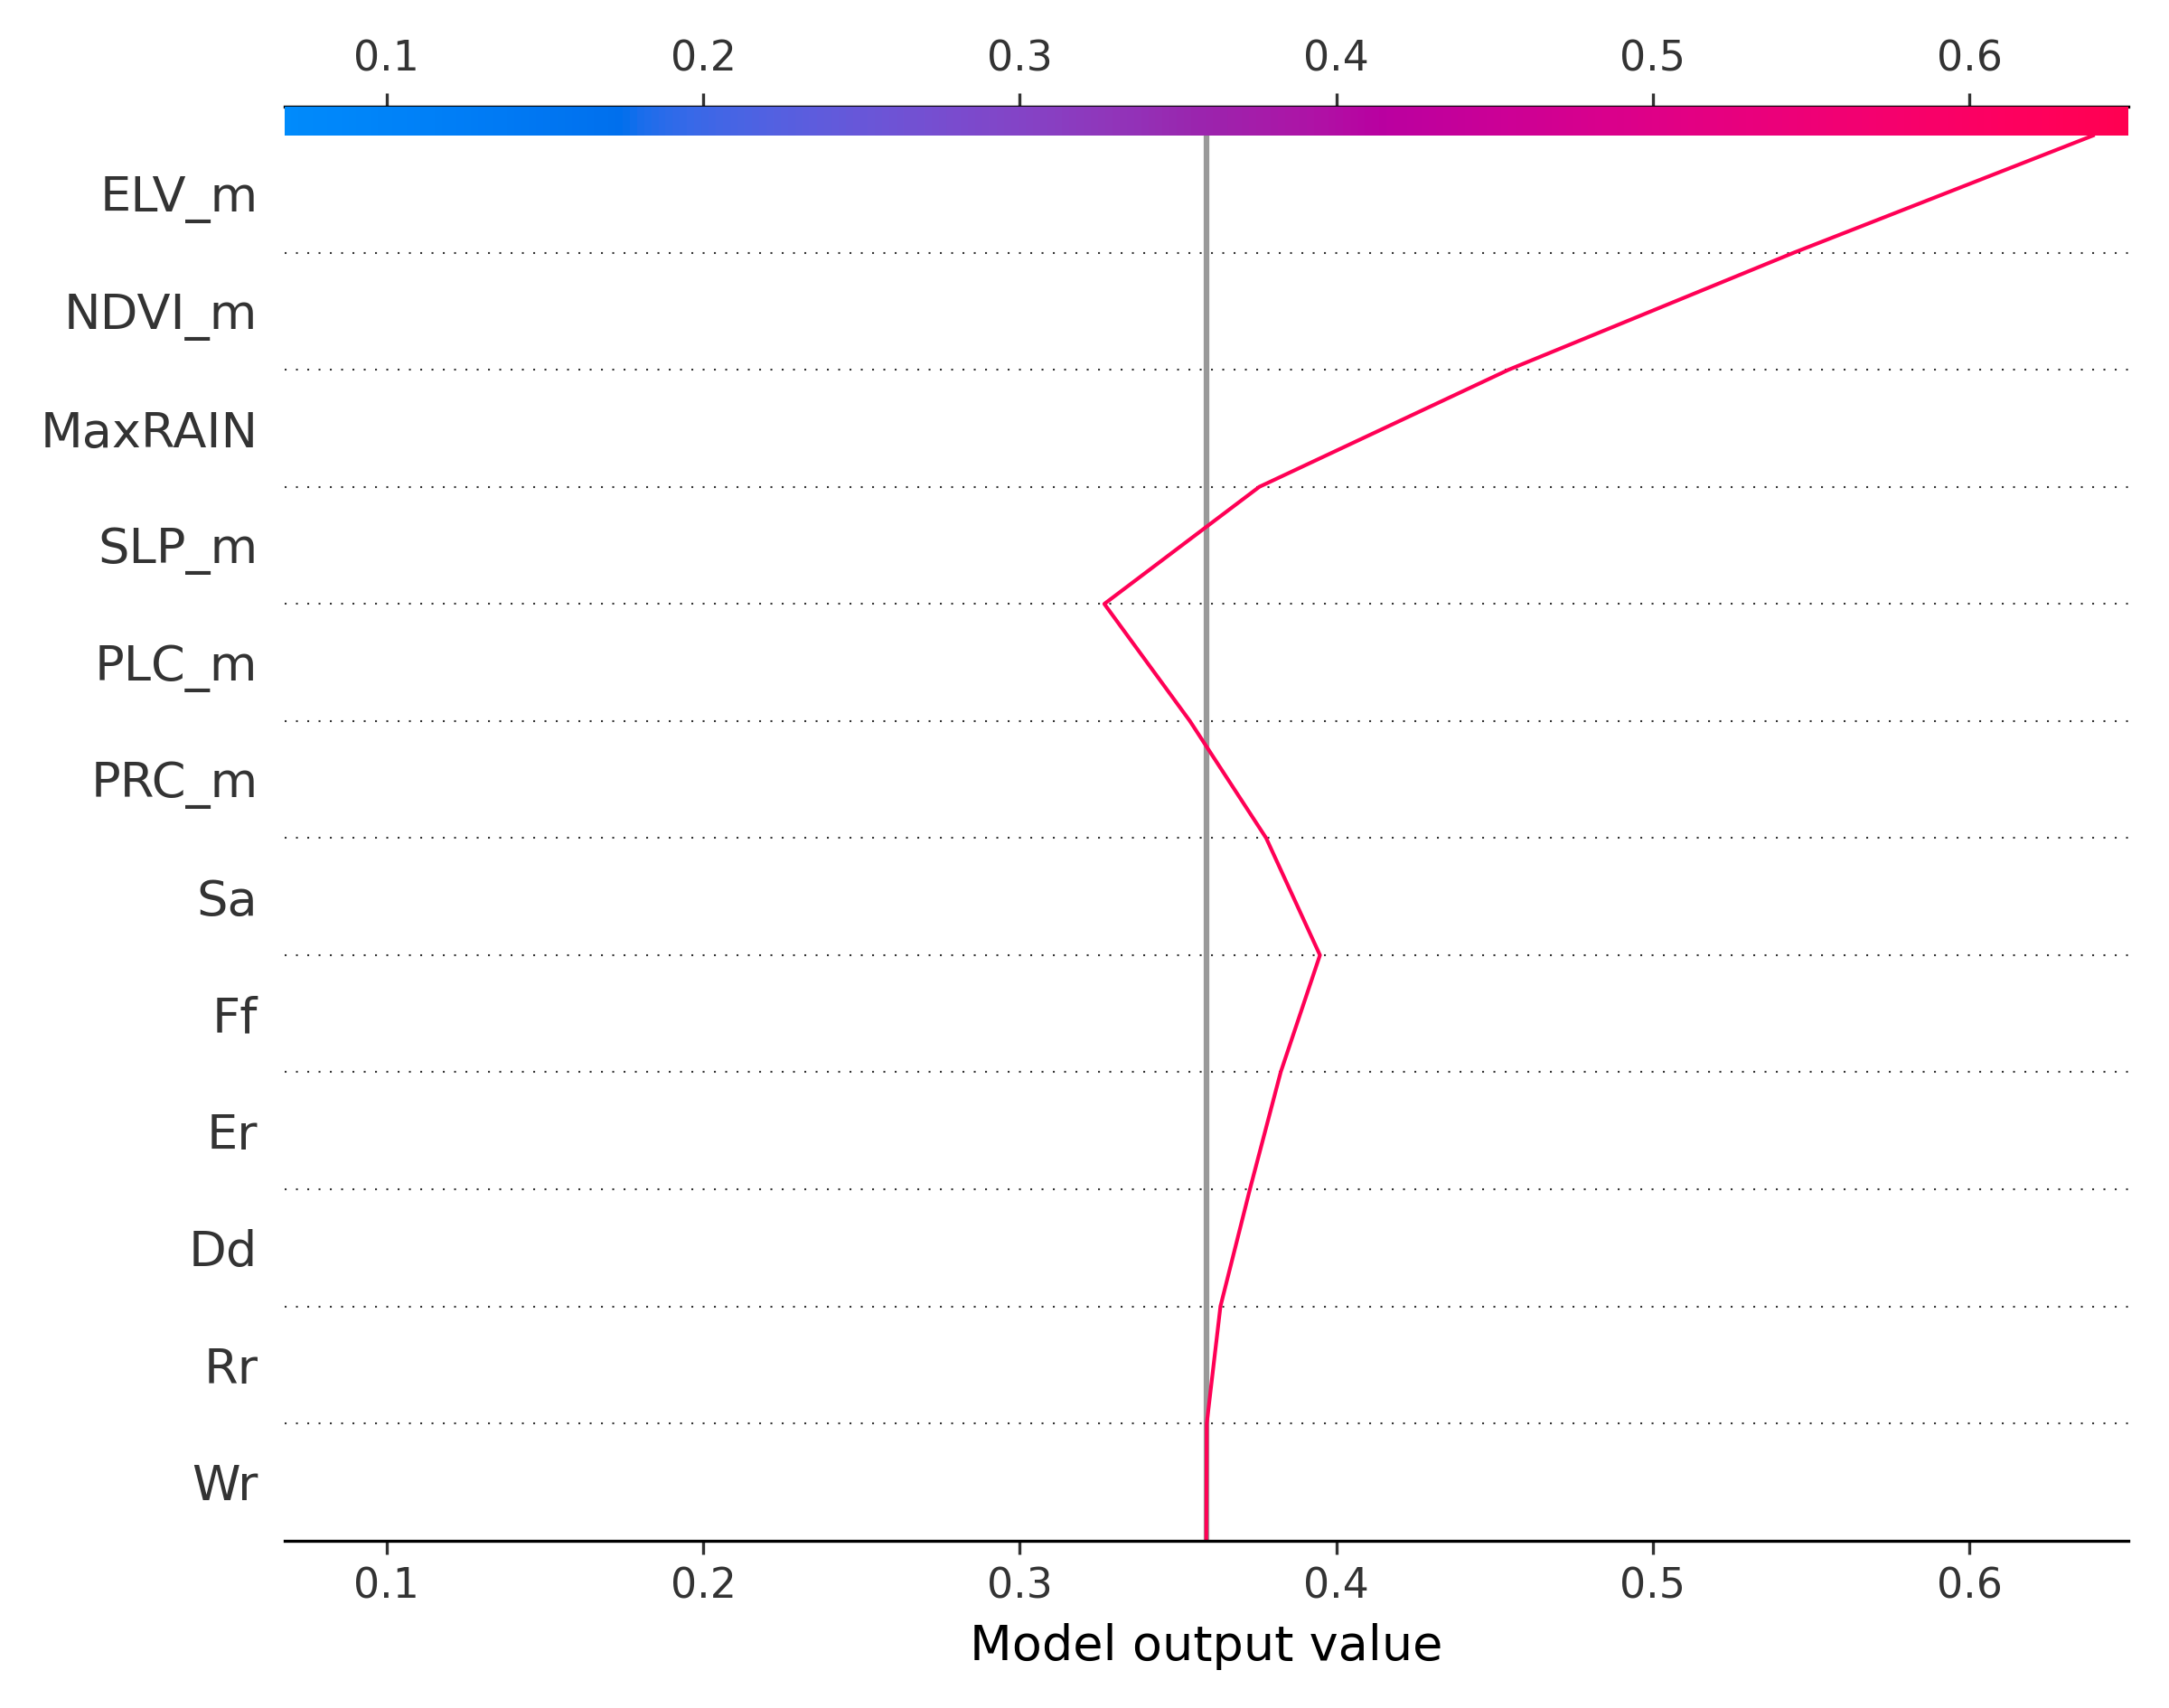 0.1 0.2 0.3 0.4 0.5 0.6
ELV_m
NDVI_m
MaxRAIN
SLP_m
PLC_m
PRC_m
Sa
Ff
Er
Dd
Rr
Wr
0.1 0.2 0.3 0.4 0.5 0.6
Model output value